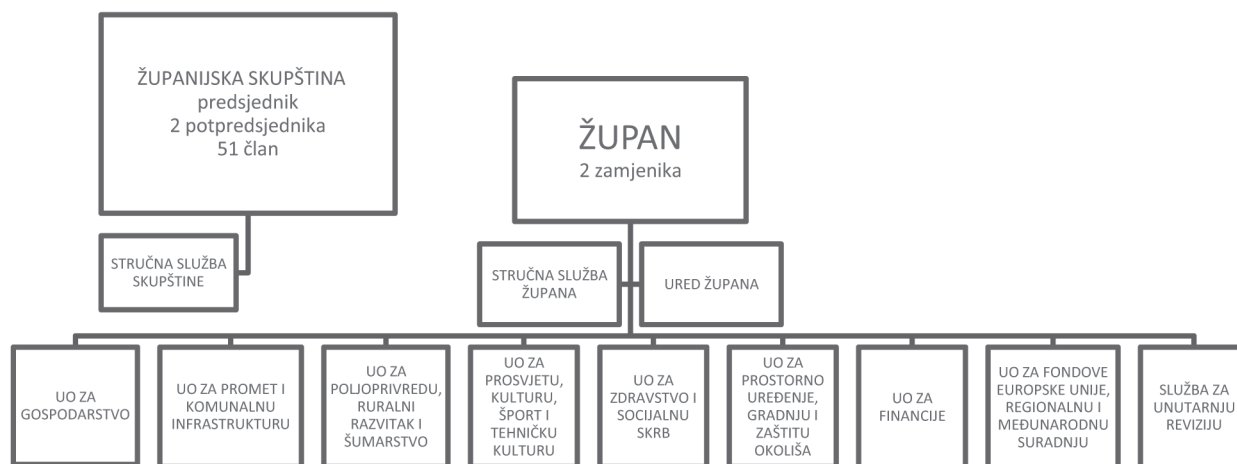 ŽUPANIJSKA SKUPŠTINA
predsjednik
2 potpredsjednika
51 član
ŽUPAN
2 zamjenika
STRUČNA SLUŽBA
SKUPŠTINE
STRUČNA SLUŽBA
ŽUPANA
URED ŽUPANA
UO ZA
GOSPODARSTVO
UO ZA PROMET I
KOMUNALNU
INFRASTRUKTURU
UO ZA
POLJOPRIVREDU,
RURALNI
RAZVITAK I
ŠUMARSTVO
UO ZA
PROSVJETU,
KULTURU,
ŠPORT I
TEHNIČKU
KULTURU
UO ZA
ZDRAVSTVO I
SOCIJALNU
SKRB
UO ZA
PROSTORNO
UREĐENJE,
GRADNJU I
ZAŠTITU
OKOLIŠA
UO ZA
FINANCIJE
UO ZA FONDOVE
EUROPSKE UNIJE,
REGIONALNU I
MEĐUNARODNU
SURADNJU
SLUŽBA ZA
UNUTARNJU
REVIZIJU